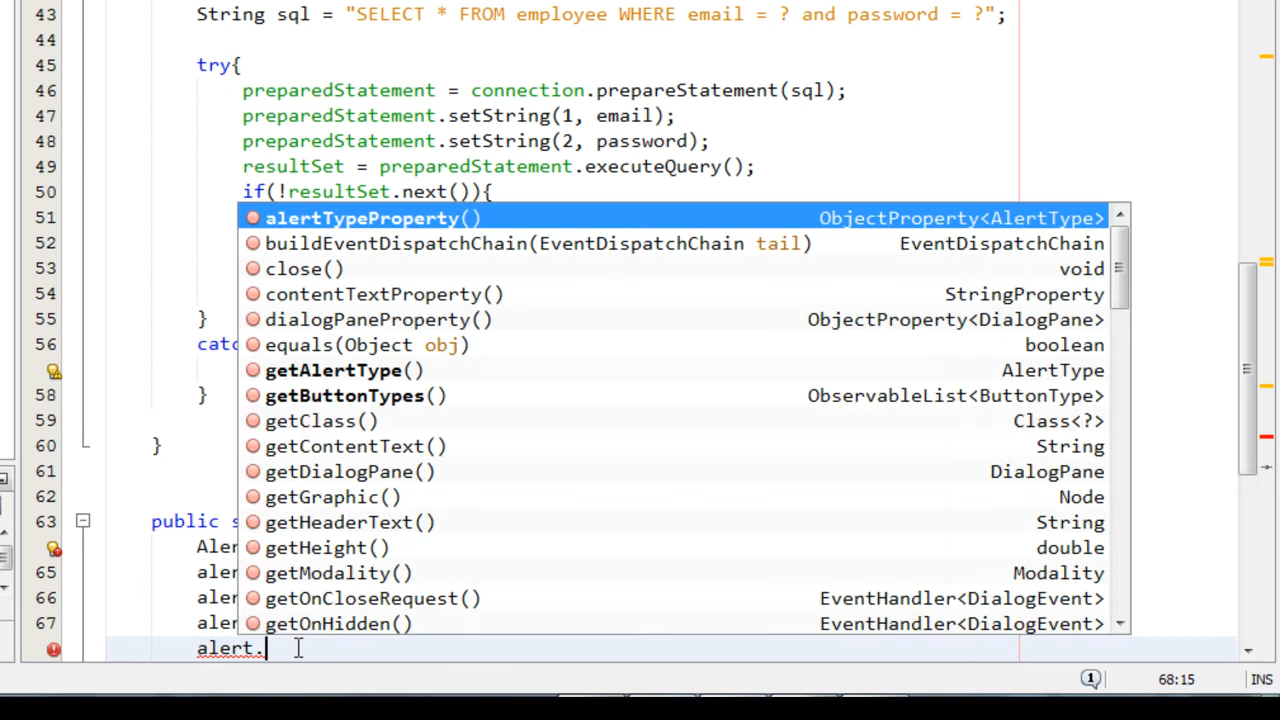 43 String sql = "SELECT * FROM employee WHERE email = ? and password = ?";
44
45 try{
46 preparedStatement = connection.prepareStatement(sql);
47 preparedStatement.setString(1, email);
48 preparedStatement.setString(2, password);
49 resultSet = preparedStatement.executeQuery();
50 if(!resultSet.next()){
51 alertTypeProperty() ObjectProperty<AlertType>
52 buildEventDispatchChain(EventDispatchChain tail) EventDispatchChain
53 close() void
54 contentTextProperty() StringProperty
55 } dialogPaneProperty() ObjectProperty<DialogPane>
56 catc equals(Object obj) boolean
getAlertType() AlertType
58 } getButtonTypes() ObservableList<ButtonType>
59 getClass() Class<?>
60 } getContentText() String
61 getDialogPane() DialogPane
62 getGraphic() Node
63 public s getHeaderText() String
Aler getHeight() double
65 aler getModality() Modality
66 aler getOnCloseRequest() EventHandler<DialogEvent>
67 aler getOnHidden() EventHandler<DialogEvent>
alert.
1 68:15 INS